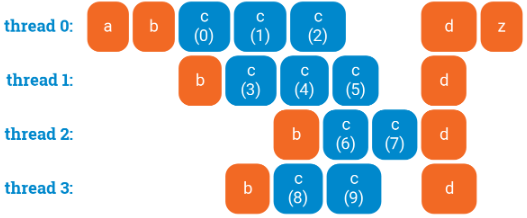 thread 0: a b c (0) c (1) c (2) d z
thread 1: b c (3) c (4) c (5) d
thread 2: b c (6) c (7) d
thread 3: b c (8) c (9) d